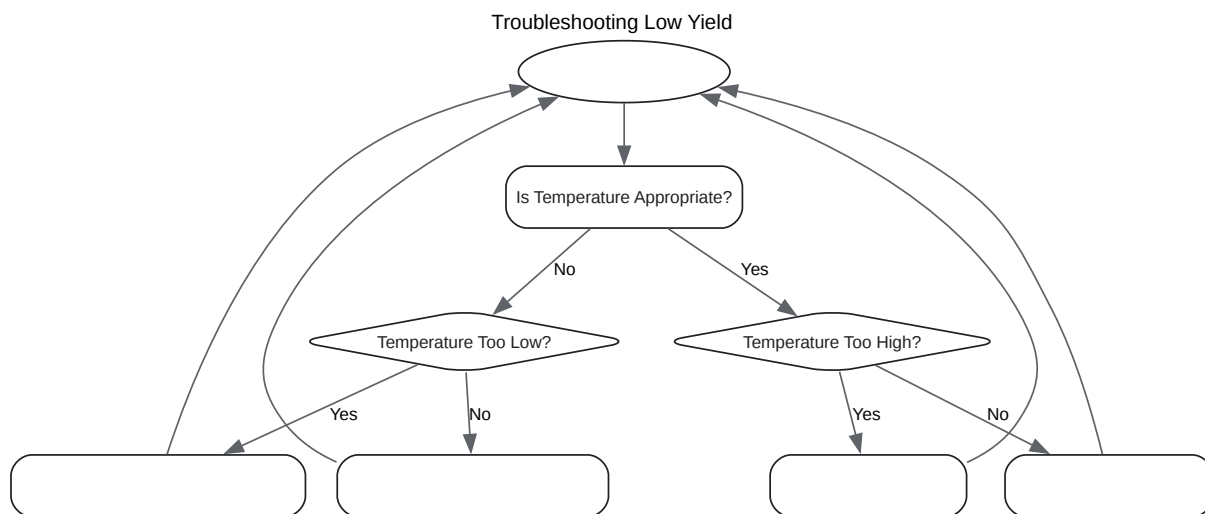 Troubleshooting Low Yield
Is Temperature Appropriate?
No
Yes
Temperature Too Low?
Temperature Too High?
Yes
No
Yes
No